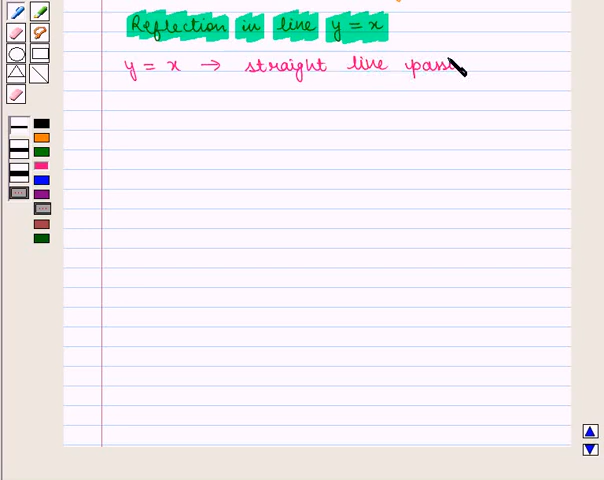 Reflection in line y = x
y = x → straight line pass